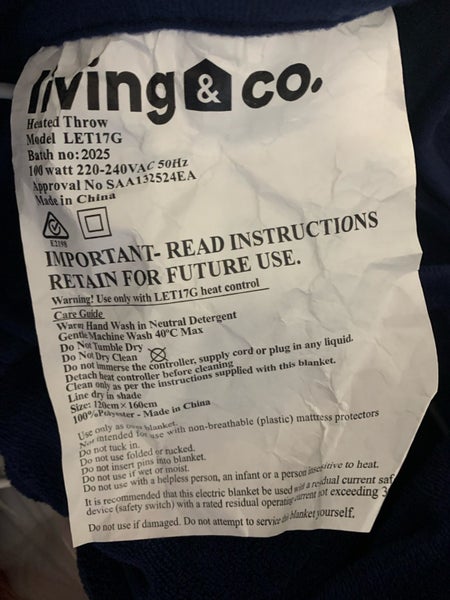 living & co.
Heated Throw
Model LET17G
Batch no: 2025
100 watt 220-240VAC 50Hz
Approval No SAA132524EA
Made in China
E2198
IMPORTANT- READ INSTRUCTIONS
RETAIN FOR FUTURE USE.
Warning! Use only with LET17G heat control
Care Guide
Warm Hand Wash in Neutral Detergent
Gentle Machine Wash 40°C Max
Do Not Tumble Dry
Do Not Dry Clean
Do not immerse the controller, supply cord or plug in any liquid.
Detach heat controller before cleaning
Clean only as per the instructions supplied with this blanket.
Line dry in shade
Size: 120cm × 160cm
100%Polyester - Made in China
Use only as over blanket.
Not intended for use with non-breathable (plastic) mattress protectors
Do not tuck in.
Do not use folded or rucked.
Do not insert pins into blanket.
Do not use if wet or moist.
Do not use with a helpless person, an infant or a person insensitive to heat.
It is recommended that this electric blanket be used with a residual current saf
device (safety switch) with a rated residual operating current not exceeding 3
Do not use if damaged. Do not attempt to service this blanket yourself.